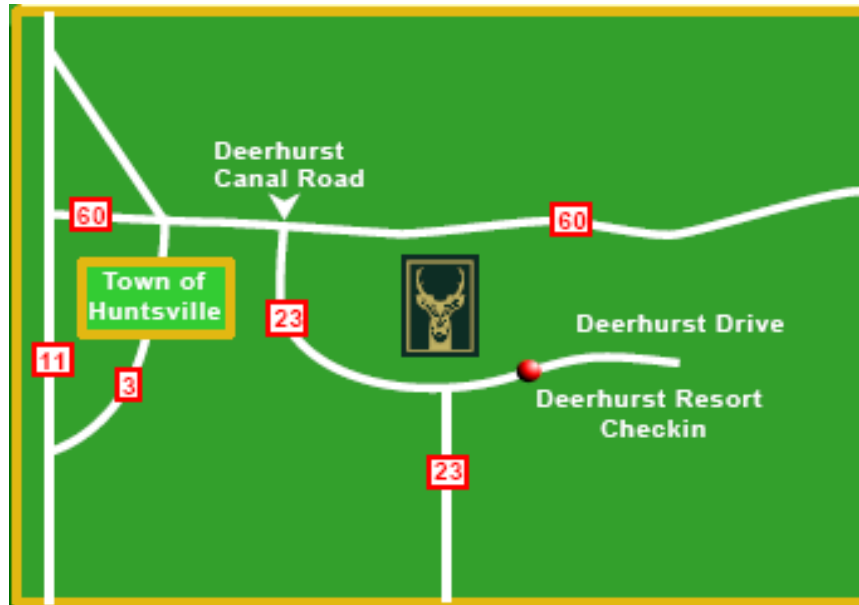 Deerhurst
Canal Road
60
60
Town of
Huntsville
23
Deerhurst Drive
11
3
Deerhurst Resort
Checkin
23